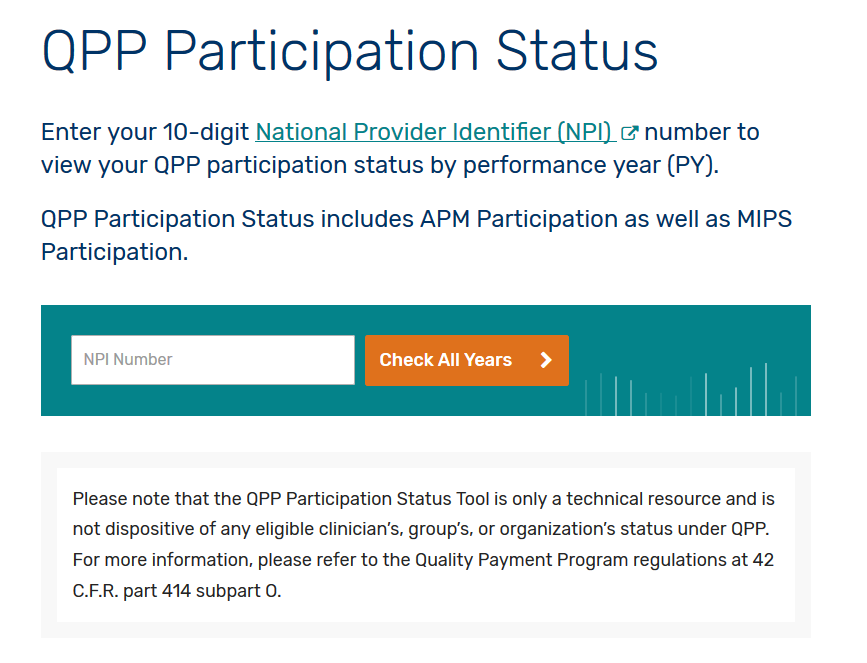 QPP Participation Status
Enter your 10-digit National Provider Identifier (NPI) number to
view your QPP participation status by performance year (PY).
QPP Participation Status includes APM Participation as well as MIPS
Participation.
NPI Number
Check All Years
Please note that the QPP Participation Status Tool is only a technical resource and is
not dispositive of any eligible clinician’s, group’s, or organization’s status under QPP.
For more information, please refer to the Quality Payment Program regulations at 42
C.F.R. part 414 subpart O.